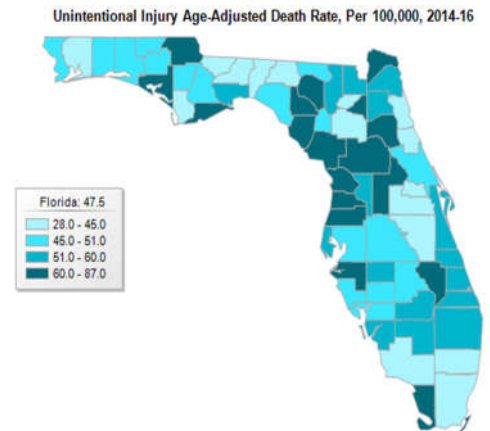 Unintentional Injury Age-Adjusted Death Rate, Per 100,000, 2014-16
Florida: 47.5
28.0 - 45.0
45.0 - 51.0
51.0 - 60.0
60.0 - 87.0